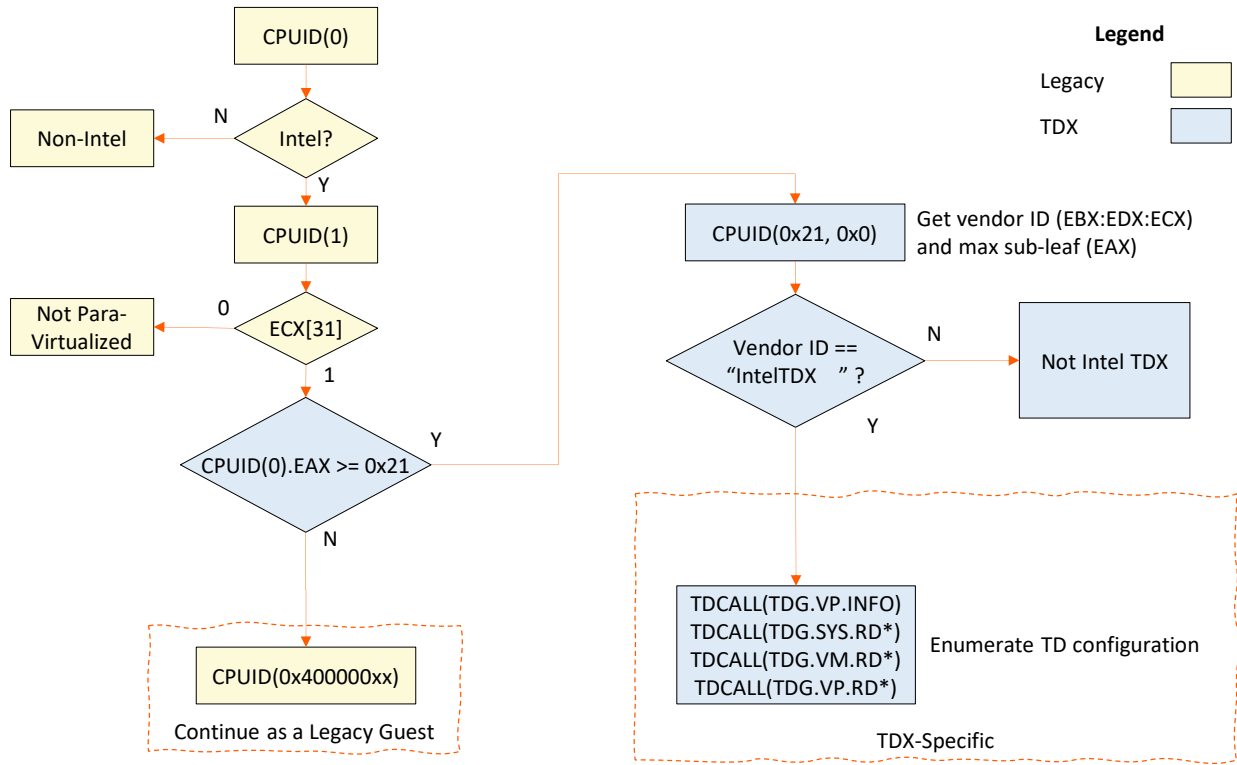 CPUID(0)
N
Intel?
Non-Intel
Y
CPUID(1)
0
Not Para-
Virtualized
ECX[31]
1
Y
CPUID(0).EAX >= 0x21
N
CPUID(0x400000xx)
Continue as a Legacy Guest
Legend
Legacy
TDX
CPUID(0x21, 0x0)
Get vendor ID (EBX:EDX:ECX)
and max sub-leaf (EAX)
Vendor ID ==
“IntelTDX    ” ?
N
Not Intel TDX
Y
TDCALL(TDG.VP.INFO)
TDCALL(TDG.SYS.RD*)
TDCALL(TDG.VM.RD*)
TDCALL(TDG.VP.RD*)
Enumerate TD configuration
TDX-Specific